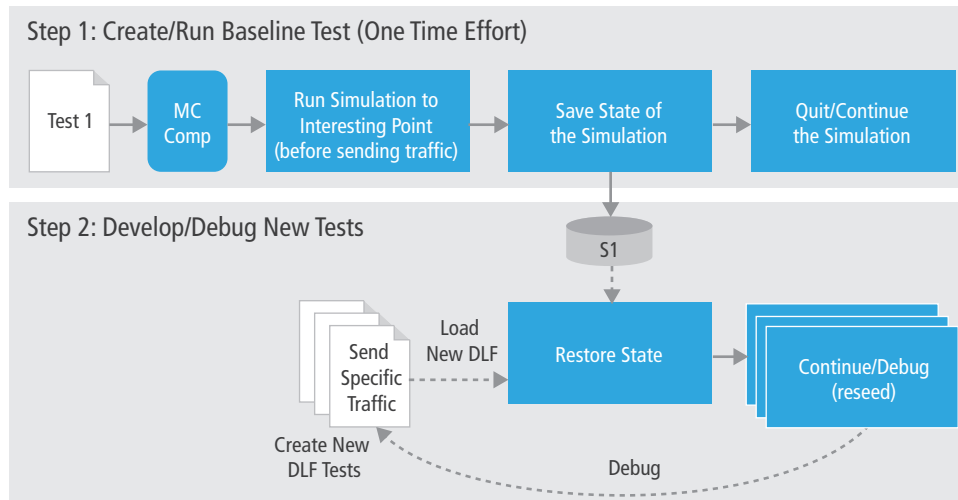 Step 1: Create/Run Baseline Test (One Time Effort)
Test 1
MC
Comp
Run Simulation to
Interesting Point
(before sending traffic)
Save State of
the Simulation
Quit/Continue
the Simulation
Step 2: Develop/Debug New Tests
S1
Send
Specific
Traffic
Load
New DLF
Restore State
Continue/Debug
(reseed)
Create New
DLF Tests
Debug